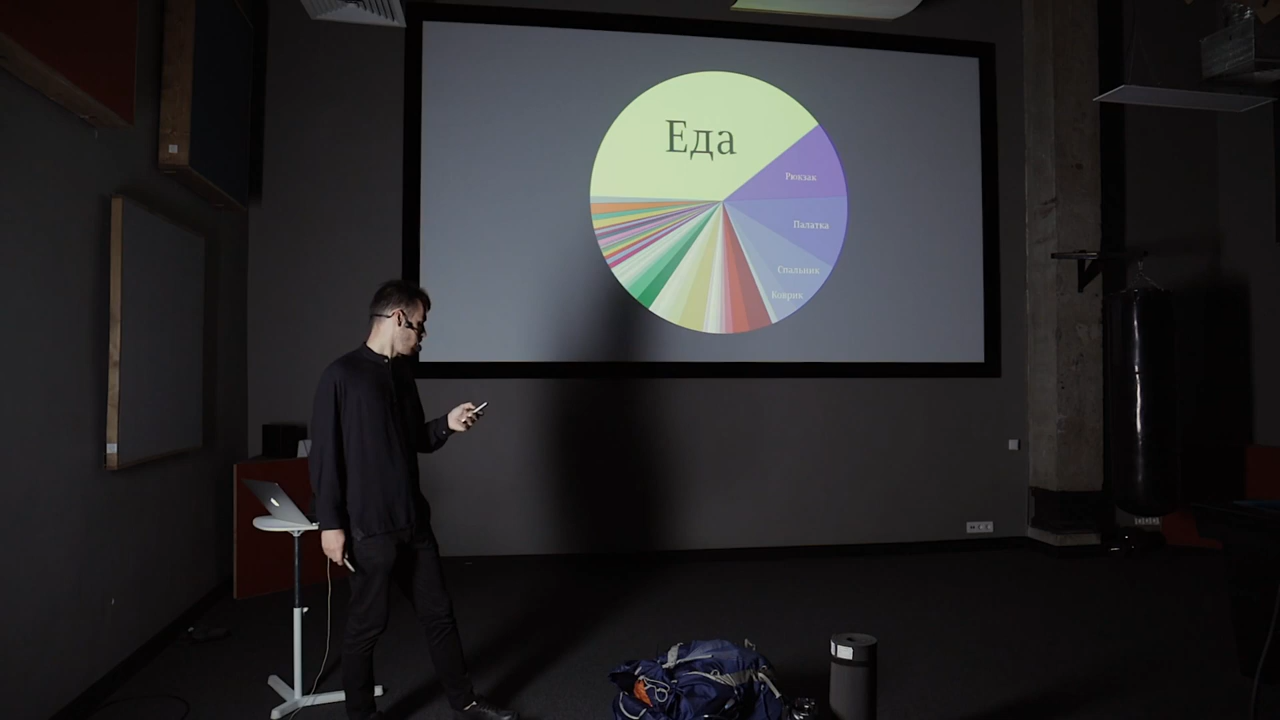 Еда
Рюкзак
Палатка
Спальник
Коврик